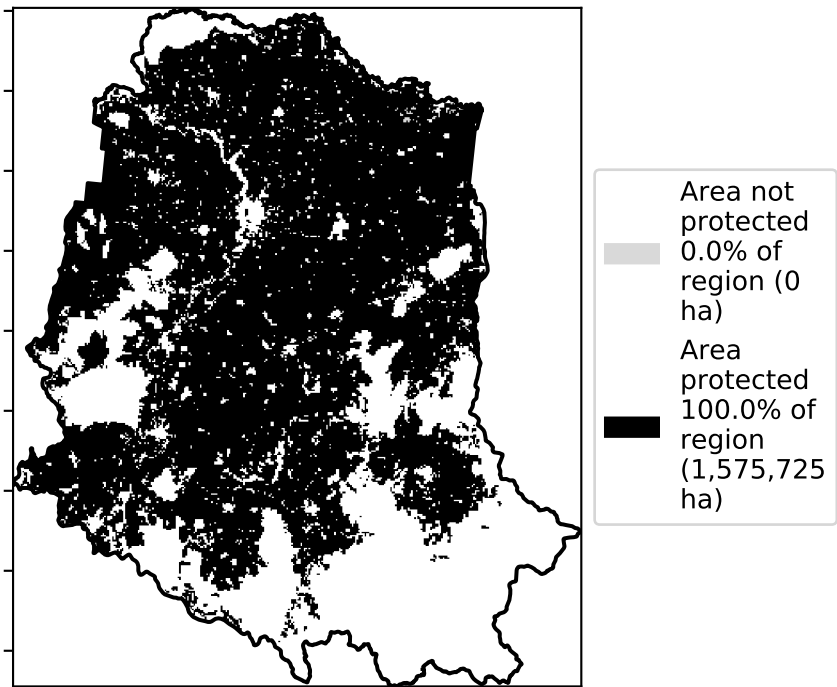 Area not
protected
0.0% of
region (0
ha)
Area
protected
100.0% of
region
(1,575,725
ha)